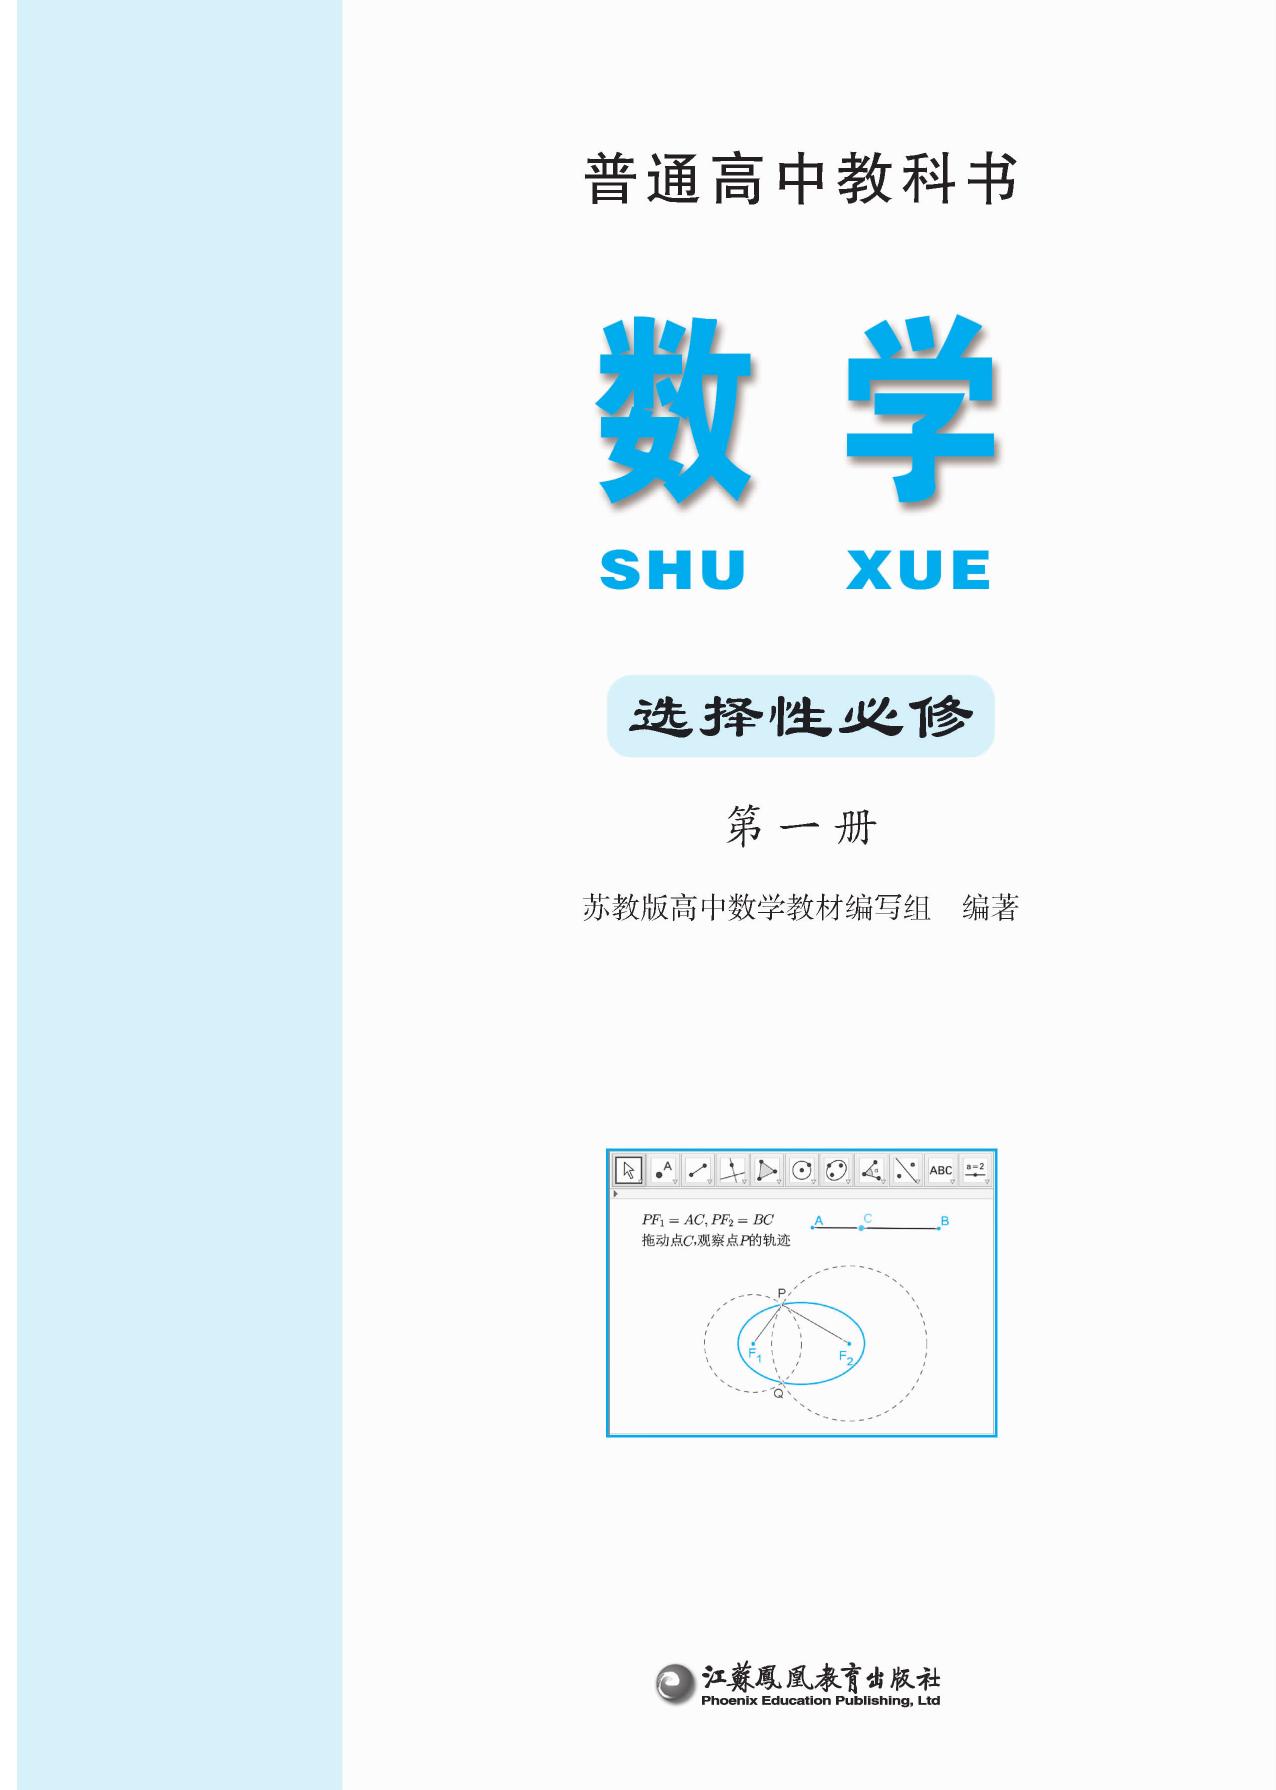 普通高中教科书
数 学
SHU XUE
选择性必修
第一册
苏教版高中数学教材编写组 编著
A
α
ABC
a=2
PF₁ = AC, PF₂ = BC
拖动点C,观察点P的轨迹
A C B
P
F₁
F₂
Q
江蘇鳳凰教育出版社
Phoenix Education Publishing, Ltd